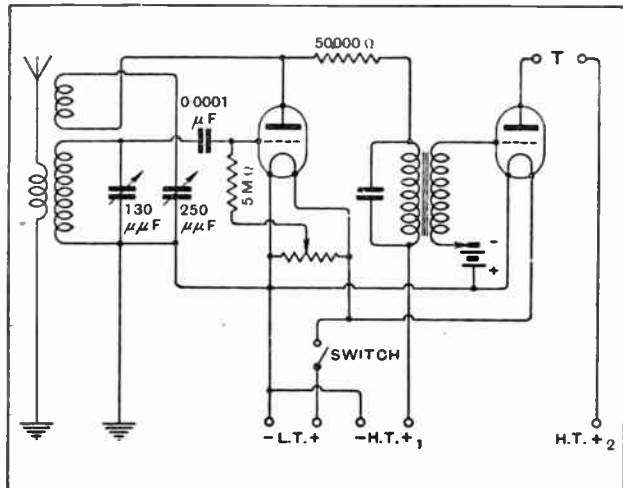 50,000 Ω
T
0·0001
μF
5 MΩ
130
μμF
250
μμF
-
+
SWITCH
-L.T.+
-H.T.+1
H.T.+2